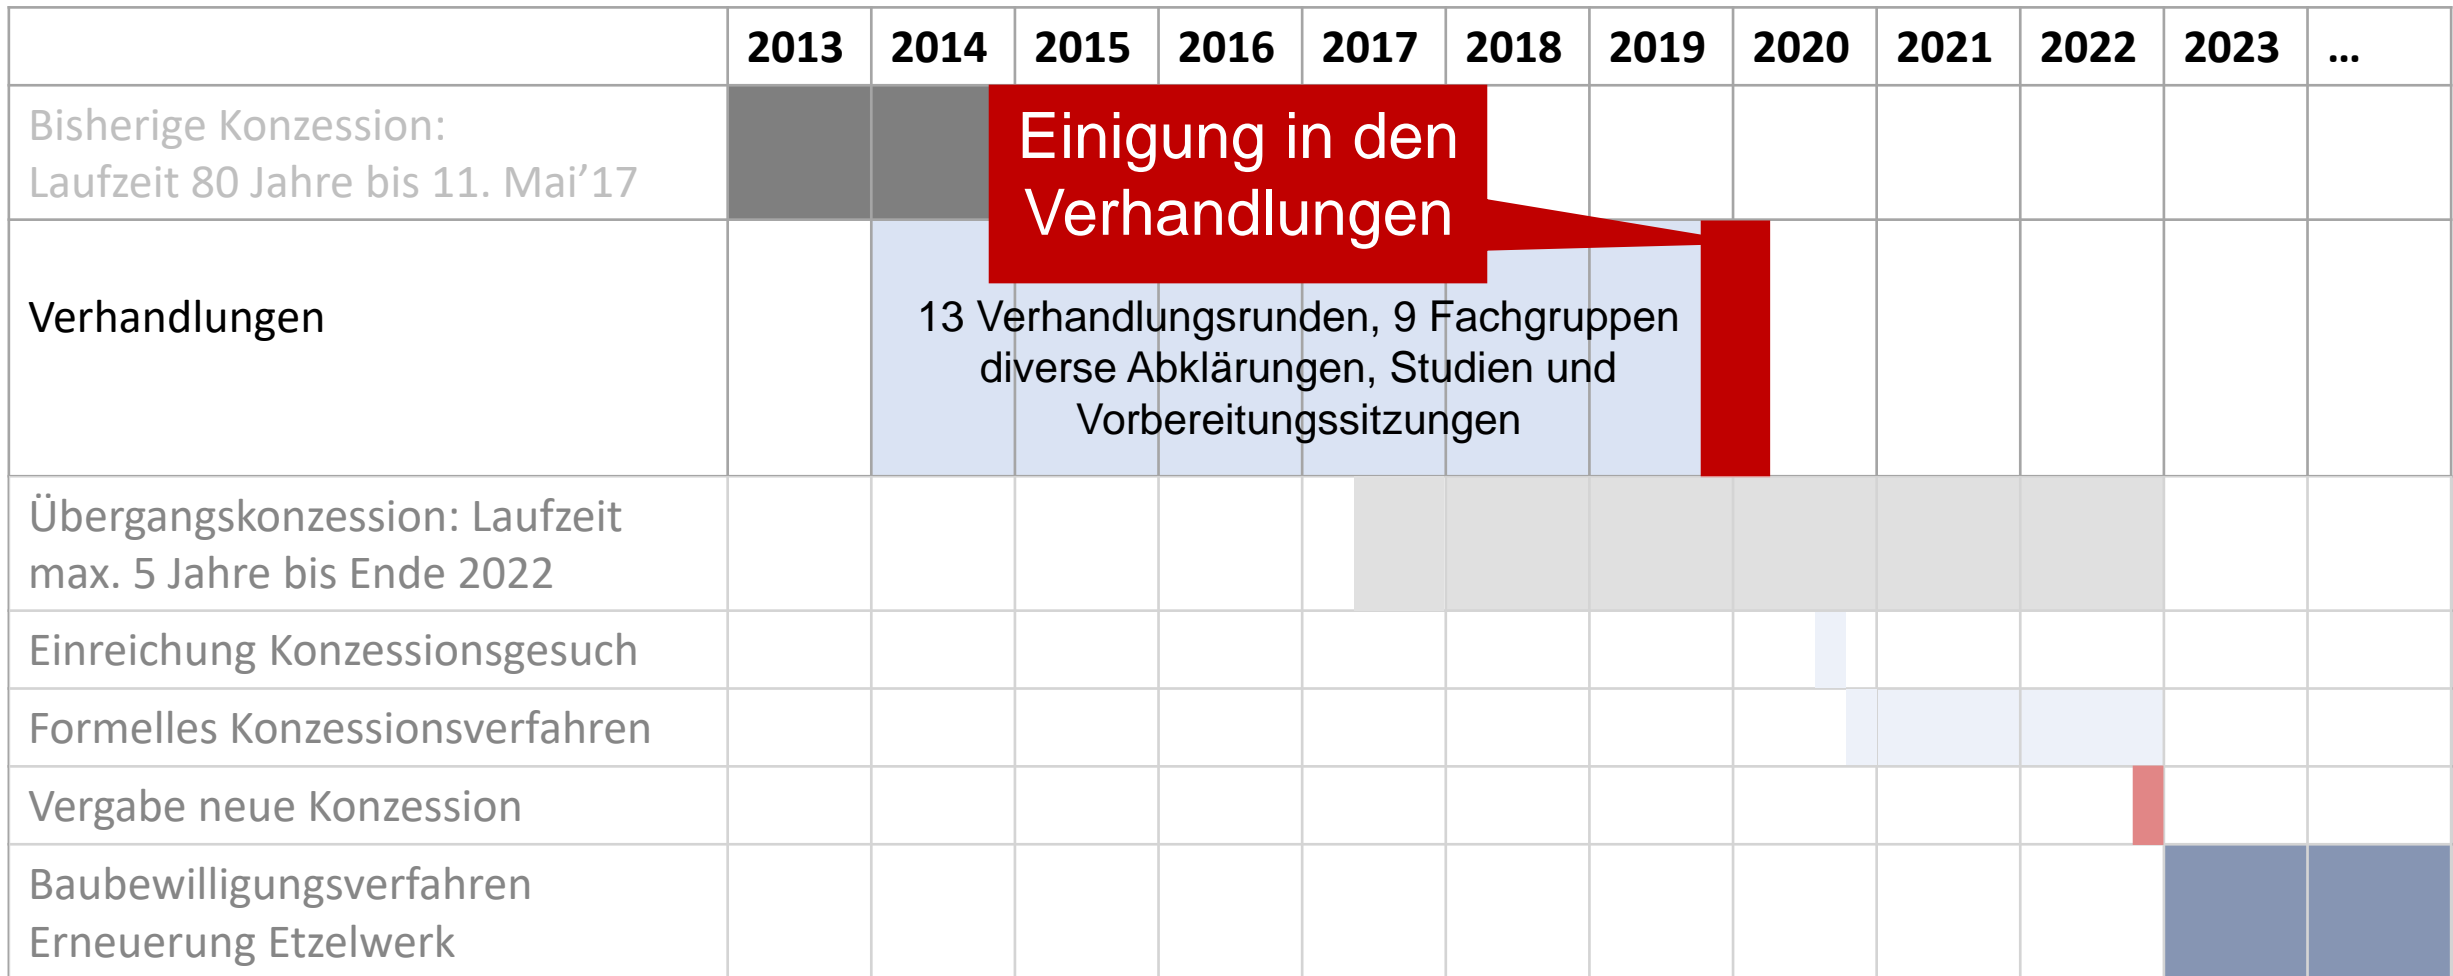 2013 2014 2015 2016 2017 2018 2019 2020 2021 2022 2023 ...
Bisherige Konzession:
Laufzeit 80 Jahre bis 11. Mai’17
Einigung in den
Verhandlungen
Verhandlungen
13 Verhandlungsrunden, 9 Fachgruppen
diverse Abklärungen, Studien und
Vorbereitungssitzungen
Übergangskonzession: Laufzeit
max. 5 Jahre bis Ende 2022
Einreichung Konzessionsgesuch
Formelles Konzessionsverfahren
Vergabe neue Konzession
Baubewilligungsverfahren
Erneuerung Etzelwerk